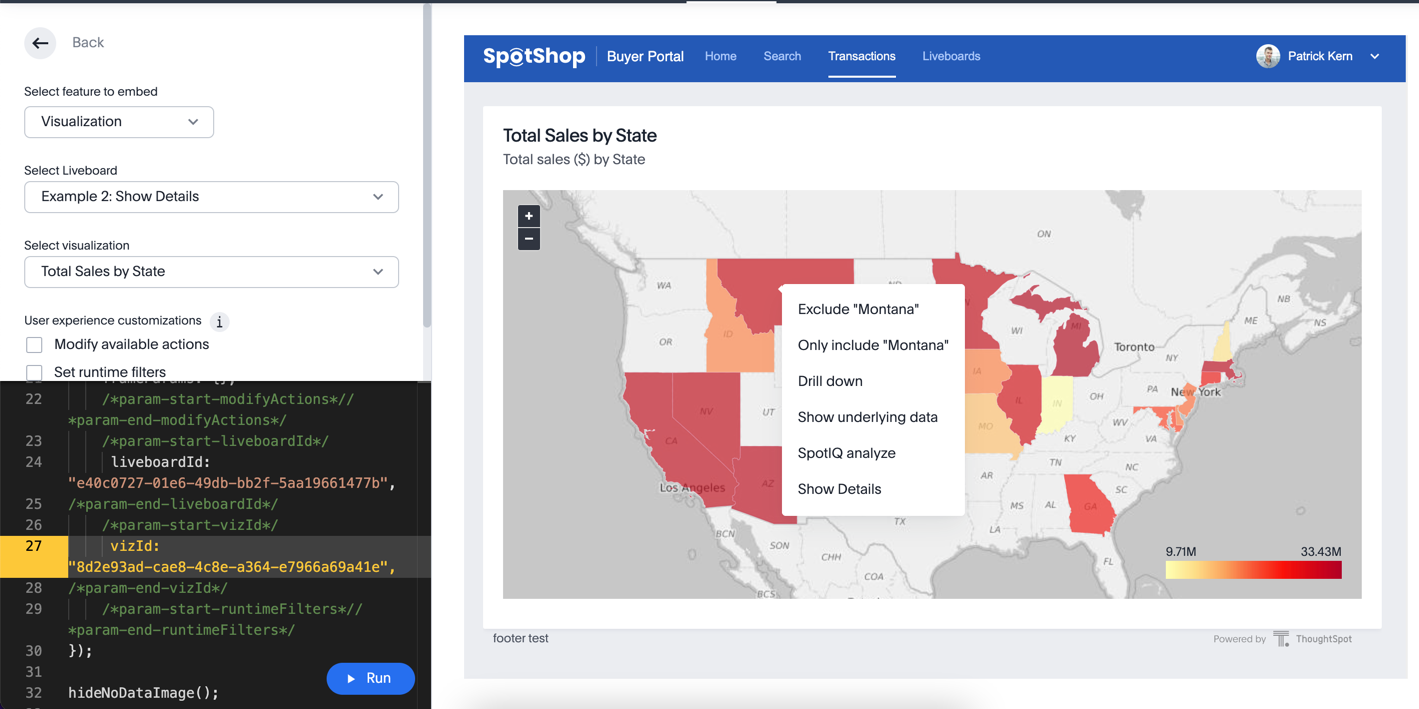 Back
Select feature to embed
Visualization
Select Liveboard
Example 2: Show Details
Select visualization
Total Sales by State
User experience customizations i
Modify available actions
Set runtime filters
22 /*param-start-modifyActions*//
*param-end-modifyActions*/
23 /*param-start-liveboardId*/
24 liveboardId:
"e40c0727-01e6-49db-bb2f-5aa19661477b",
25 /*param-end-liveboardId*/
26 /*param-start-vizId*/
27 vizId:
"8d2e93ad-cae8-4c8e-a364-e7966a69a41e",
28 /*param-end-vizId*/
29 /*param-start-runtimeFilters*//
*param-end-runtimeFilters*/
30 });
31
32 hideNoDataImage();
Run
SpotShop Buyer Portal Home Search Transactions Liveboards Patrick Kern
Total Sales by State
Total sales ($) by State
+
−
ON
WA
NB
ME
NS
OR
ID
WI
MI
Toronto
NY
IA
PA
New York
NV
UT
IL
IN
OH
MO
WV
CA
KY
VA
Los Angeles
AZ
TN
NC
AR
SC
MS
AL
GA
TX
LA
BCN
SON
CHH
FL
COA
BCS
Exclude "Montana"
Only include "Montana"
Drill down
Show underlying data
SpotIQ analyze
Show Details
9.71M 33.43M
footer test
Powered by ThoughtSpot